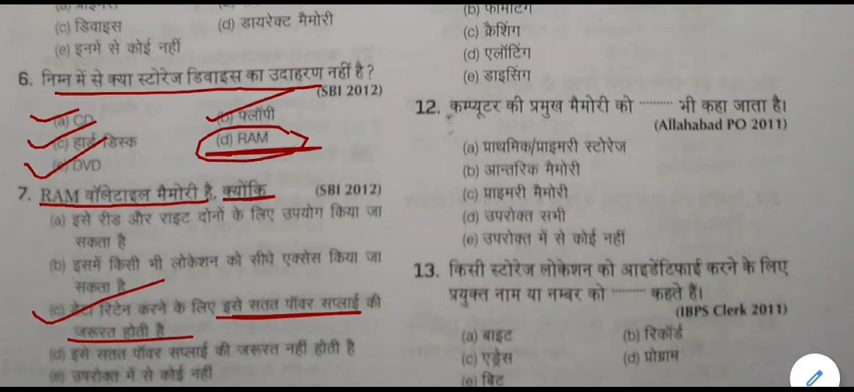 (c) डिवाइस
(d) डायरेक्ट मैमोरी
(e) इनमें से कोई नहीं
6. निम्न में से क्या स्टोरेज डिवाइस का उदाहरण नहीं है?
(SBI 2012)
(a) CD
(b) फ्लॉपी
(c) हार्ड डिस्क
(d) RAM
(e) DVD
7. RAM वॉलिटाइल मैमोरी है, क्योंकि
(SBI 2012)
(a) इसे रीड और राइट दोनों के लिए उपयोग किया जा
सकता है
(b) इसमें किसी भी लोकेशन को सीधे एक्सेस किया जा
सकता है
(c) डेटा रिटेन करने के लिए इसे सतत पॉवर सप्लाई की
जरूरत होती है
(d) इसे सतत पॉवर सप्लाई की जरूरत नहीं होती है
(e) उपरोक्त में से कोई नहीं
(b) फॉर्मेटिंग
(c) क्रैशिंग
(d) एलॉटिंग
(e) डाइसिंग
12. कम्प्यूटर की प्रमुख मैमोरी को ········ भी कहा जाता है।
(Allahabad PO 2011)
(a) प्राथमिक/प्राइमरी स्टोरेज
(b) आन्तरिक मैमोरी
(c) प्राइमरी मैमोरी
(d) उपरोक्त सभी
(e) उपरोक्त में से कोई नहीं
13. किसी स्टोरेज लोकेशन को आइडेंटिफाई करने के लिए
प्रयुक्त नाम या नम्बर को ········ कहते हैं।
(IBPS Clerk 2011)
(a) बाइट
(b) रिकॉर्ड
(c) एड्रेस
(d) प्रोग्राम
(e) बिट